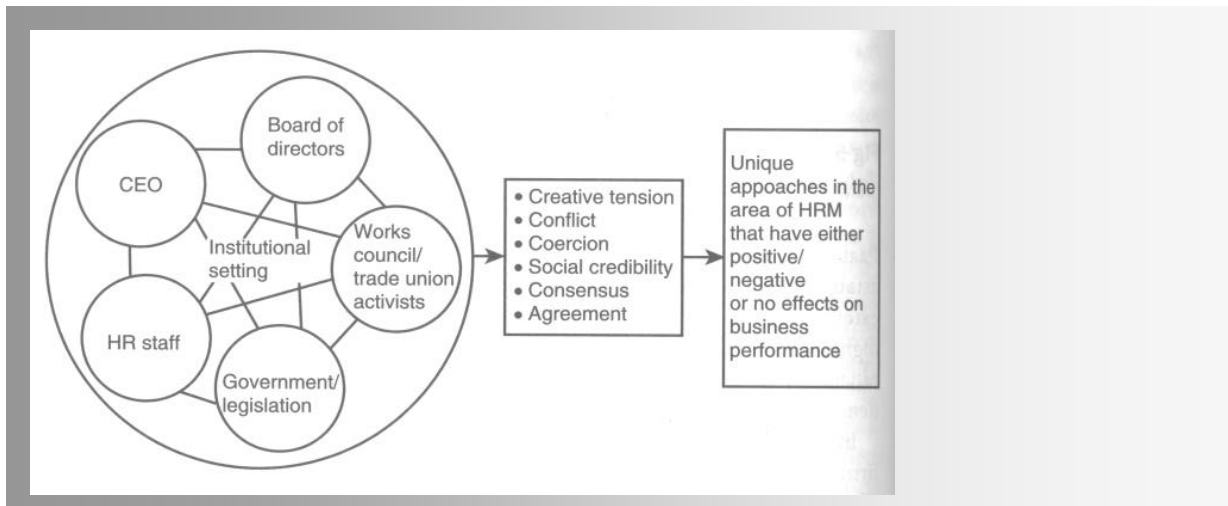 Board of
directors
CEO
Institutional
setting
Works
council/
trade union
activists
HR staff
Government/
legislation
• Creative tension
• Conflict
• Coercion
• Social credibility
• Consensus
• Agreement
Unique
appoaches in the
area of HRM
that have either
positive/
negative
or no effects on
business
performance